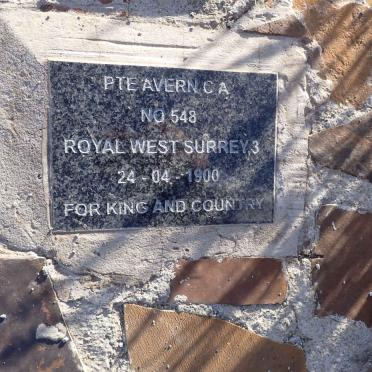 PTE AVERN C A
NO 548
ROYAL WEST SURREY,3
24 - 04 - 1900
FOR KING AND COUNTRY